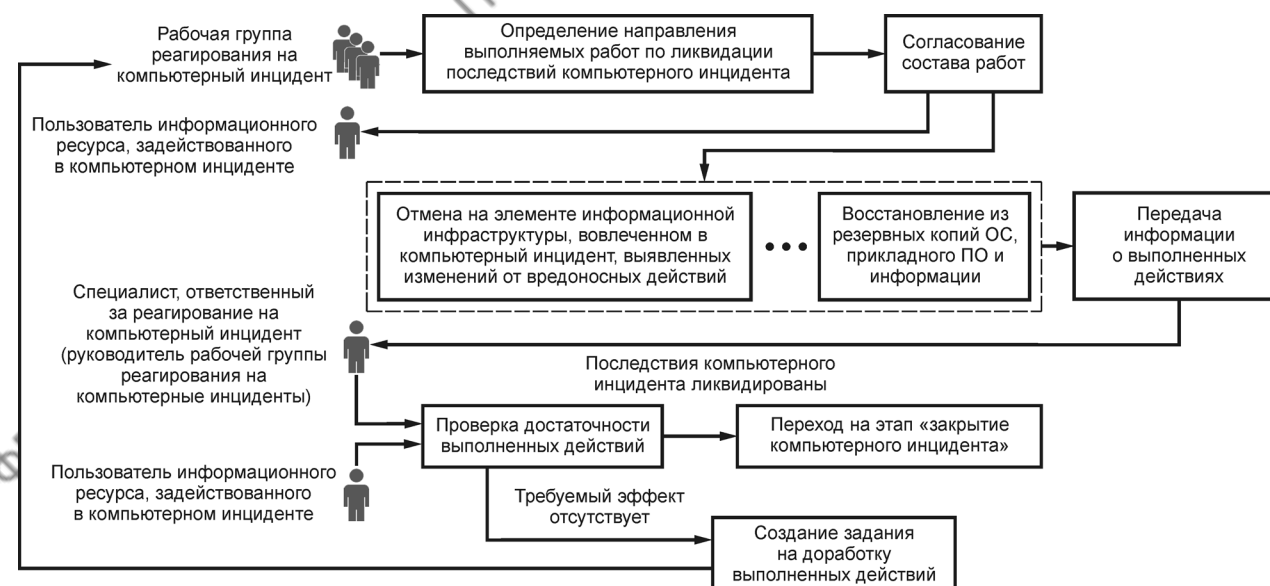 Рабочая группа
реагирования на
компьютерный инцидент
Определение направления
выполняемых работ по ликвидации
последствий компьютерного инцидента
Согласование
состава работ
Пользователь информационного
ресурса, задействованного
в компьютерном инциденте
Отмена на элементе информационной
инфраструктуры, вовлеченном в
компьютерный инцидент, выявленных
изменений от вредоносных действий
Восстановление из
резервных копий ОС,
прикладного ПО и
информации
Передача
информации
о выполненных
действиях
Специалист, ответственный
за реагирование на
компьютерный инцидент
(руководитель рабочей группы
реагирования на
компьютерные инциденты)
Последствия компьютерного
инцидента ликвидированы
Проверка достаточности
выполненных действий
Переход на этап «закрытие
компьютерного инцидента»
Пользователь информационного
ресурса, задействованного
в компьютерном инциденте
Требуемый эффект
отсутствует
Создание задания
на доработку
выполненных действий